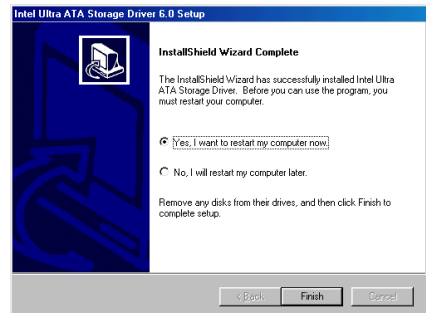 Intel Ultra ATA Storage Driver 6.0 Setup
InstallShield Wizard Complete
The InstallShield Wizard has successfully installed Intel Ultra
ATA Storage Driver. Before you can use the program, you
must restart your computer.
Yes, I want to restart my computer now.
No, I will restart my computer later.
Remove any disks from their drives, and then click Finish to
complete setup.
< Back
Finish
Cancel